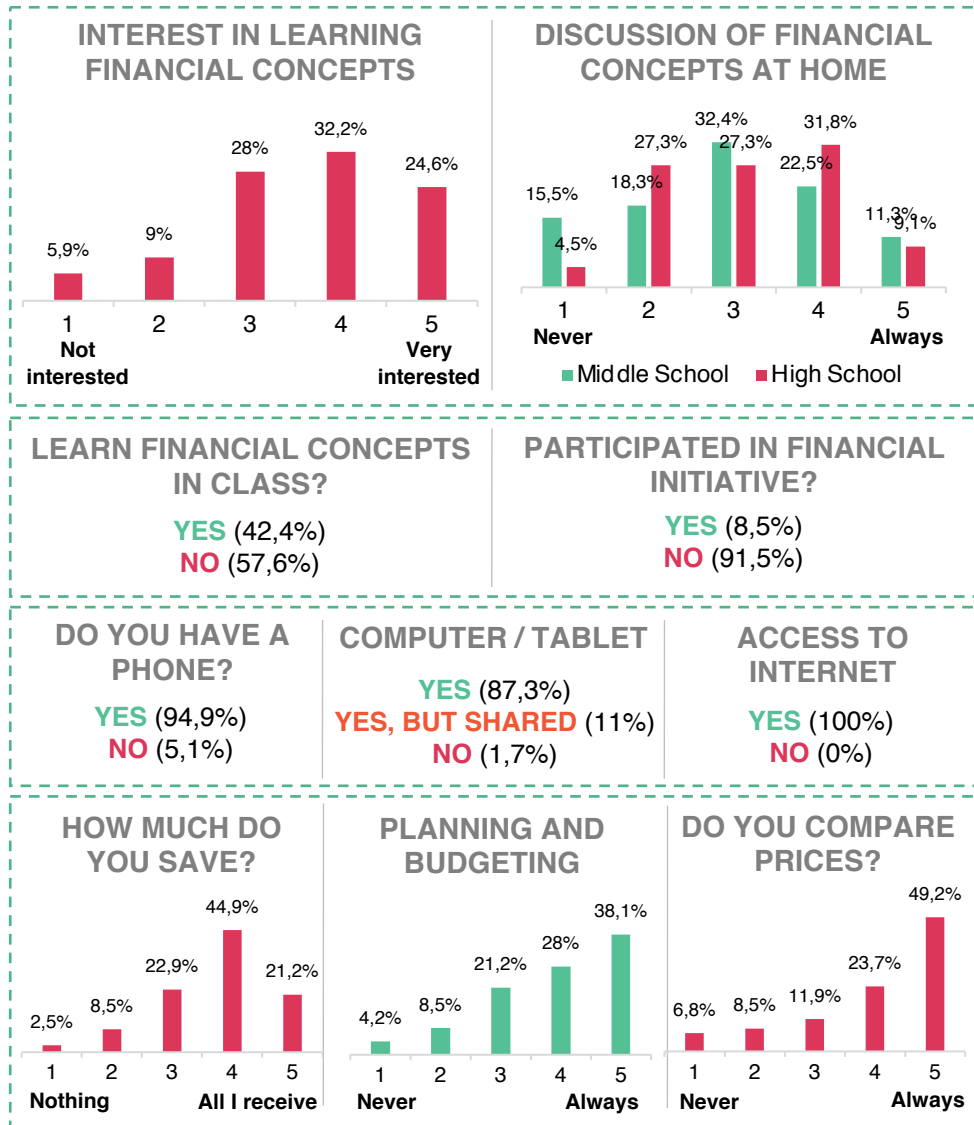 INTEREST IN LEARNING
FINANCIAL CONCEPTS
5,9%
9%
28%
32,2%
24,6%
1
2
3
4
5
Not
interested
Very
interested
DISCUSSION OF FINANCIAL
CONCEPTS AT HOME
15,5%
4,5%
18,3%
27,3%
32,4%
27,3%
22,5%
31,8%
11,3%
9,1%
1
2
3
4
5
Never
Always
Middle School
High School
LEARN FINANCIAL CONCEPTS
IN CLASS?
YES (42,4%)
NO (57,6%)
PARTICIPATED IN FINANCIAL
INITIATIVE?
YES (8,5%)
NO (91,5%)
DO YOU HAVE A
PHONE?
YES (94,9%)
NO (5,1%)
COMPUTER / TABLET
YES (87,3%)
YES, BUT SHARED (11%)
NO (1,7%)
ACCESS TO
INTERNET
YES (100%)
NO (0%)
HOW MUCH DO
YOU SAVE?
2,5%
8,5%
22,9%
44,9%
21,2%
1
2
3
4
5
Nothing
All I receive
PLANNING AND
BUDGETING
4,2%
8,5%
21,2%
28%
38,1%
1
2
3
4
5
Never
Always
DO YOU COMPARE
PRICES?
6,8%
8,5%
11,9%
23,7%
49,2%
1
2
3
4
5
Never
Always